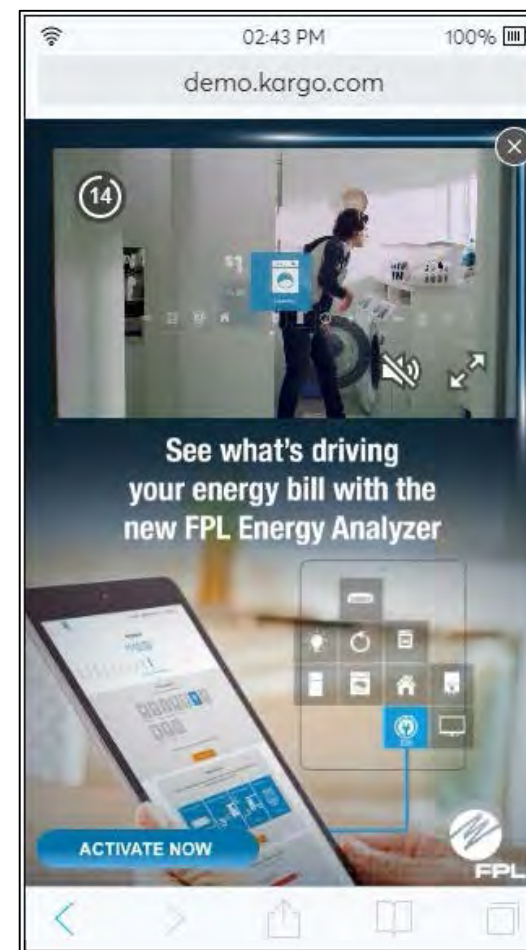 02:43 PM
100%
demo.kargo.com
14
See what's driving
your energy bill with the
new FPL Energy Analyzer
ACTIVATE NOW
FPL